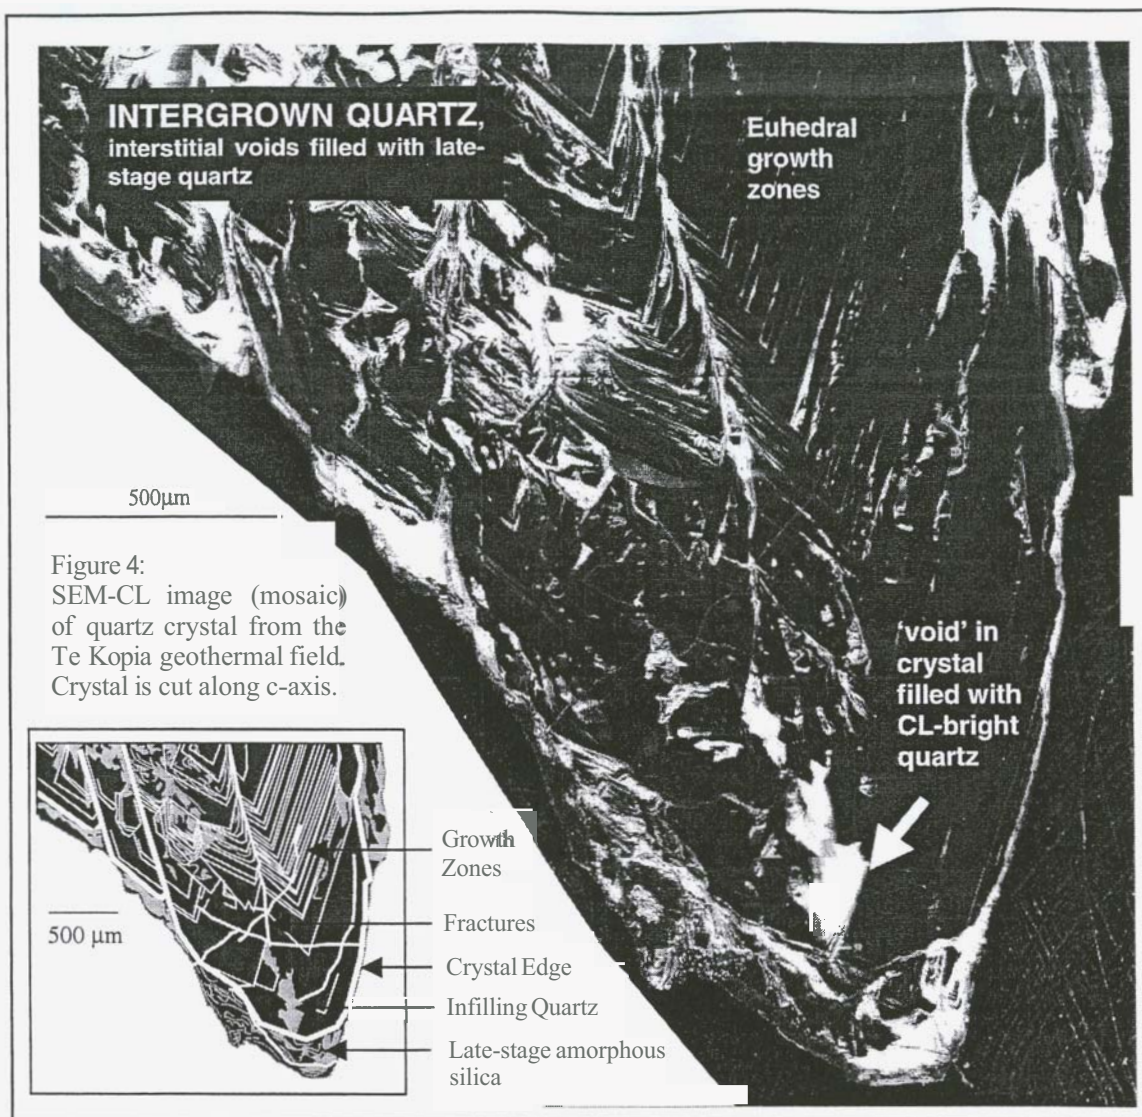 INTERGROWN QUARTZ,
interstitial voids filled with late-
stage quartz
Euhedral
growth
zones
500µm
Figure 4:
SEM-CL image (mosaic)
of quartz crystal from the
Te Kopia geothermal field.
Crystal is cut along c-axis.
'void' in
crystal
filled with
CL-bright
quartz
500 µm
Growth
Zones
Fractures
Crystal Edge
Infilling Quartz
Late-stage amorphous
silica